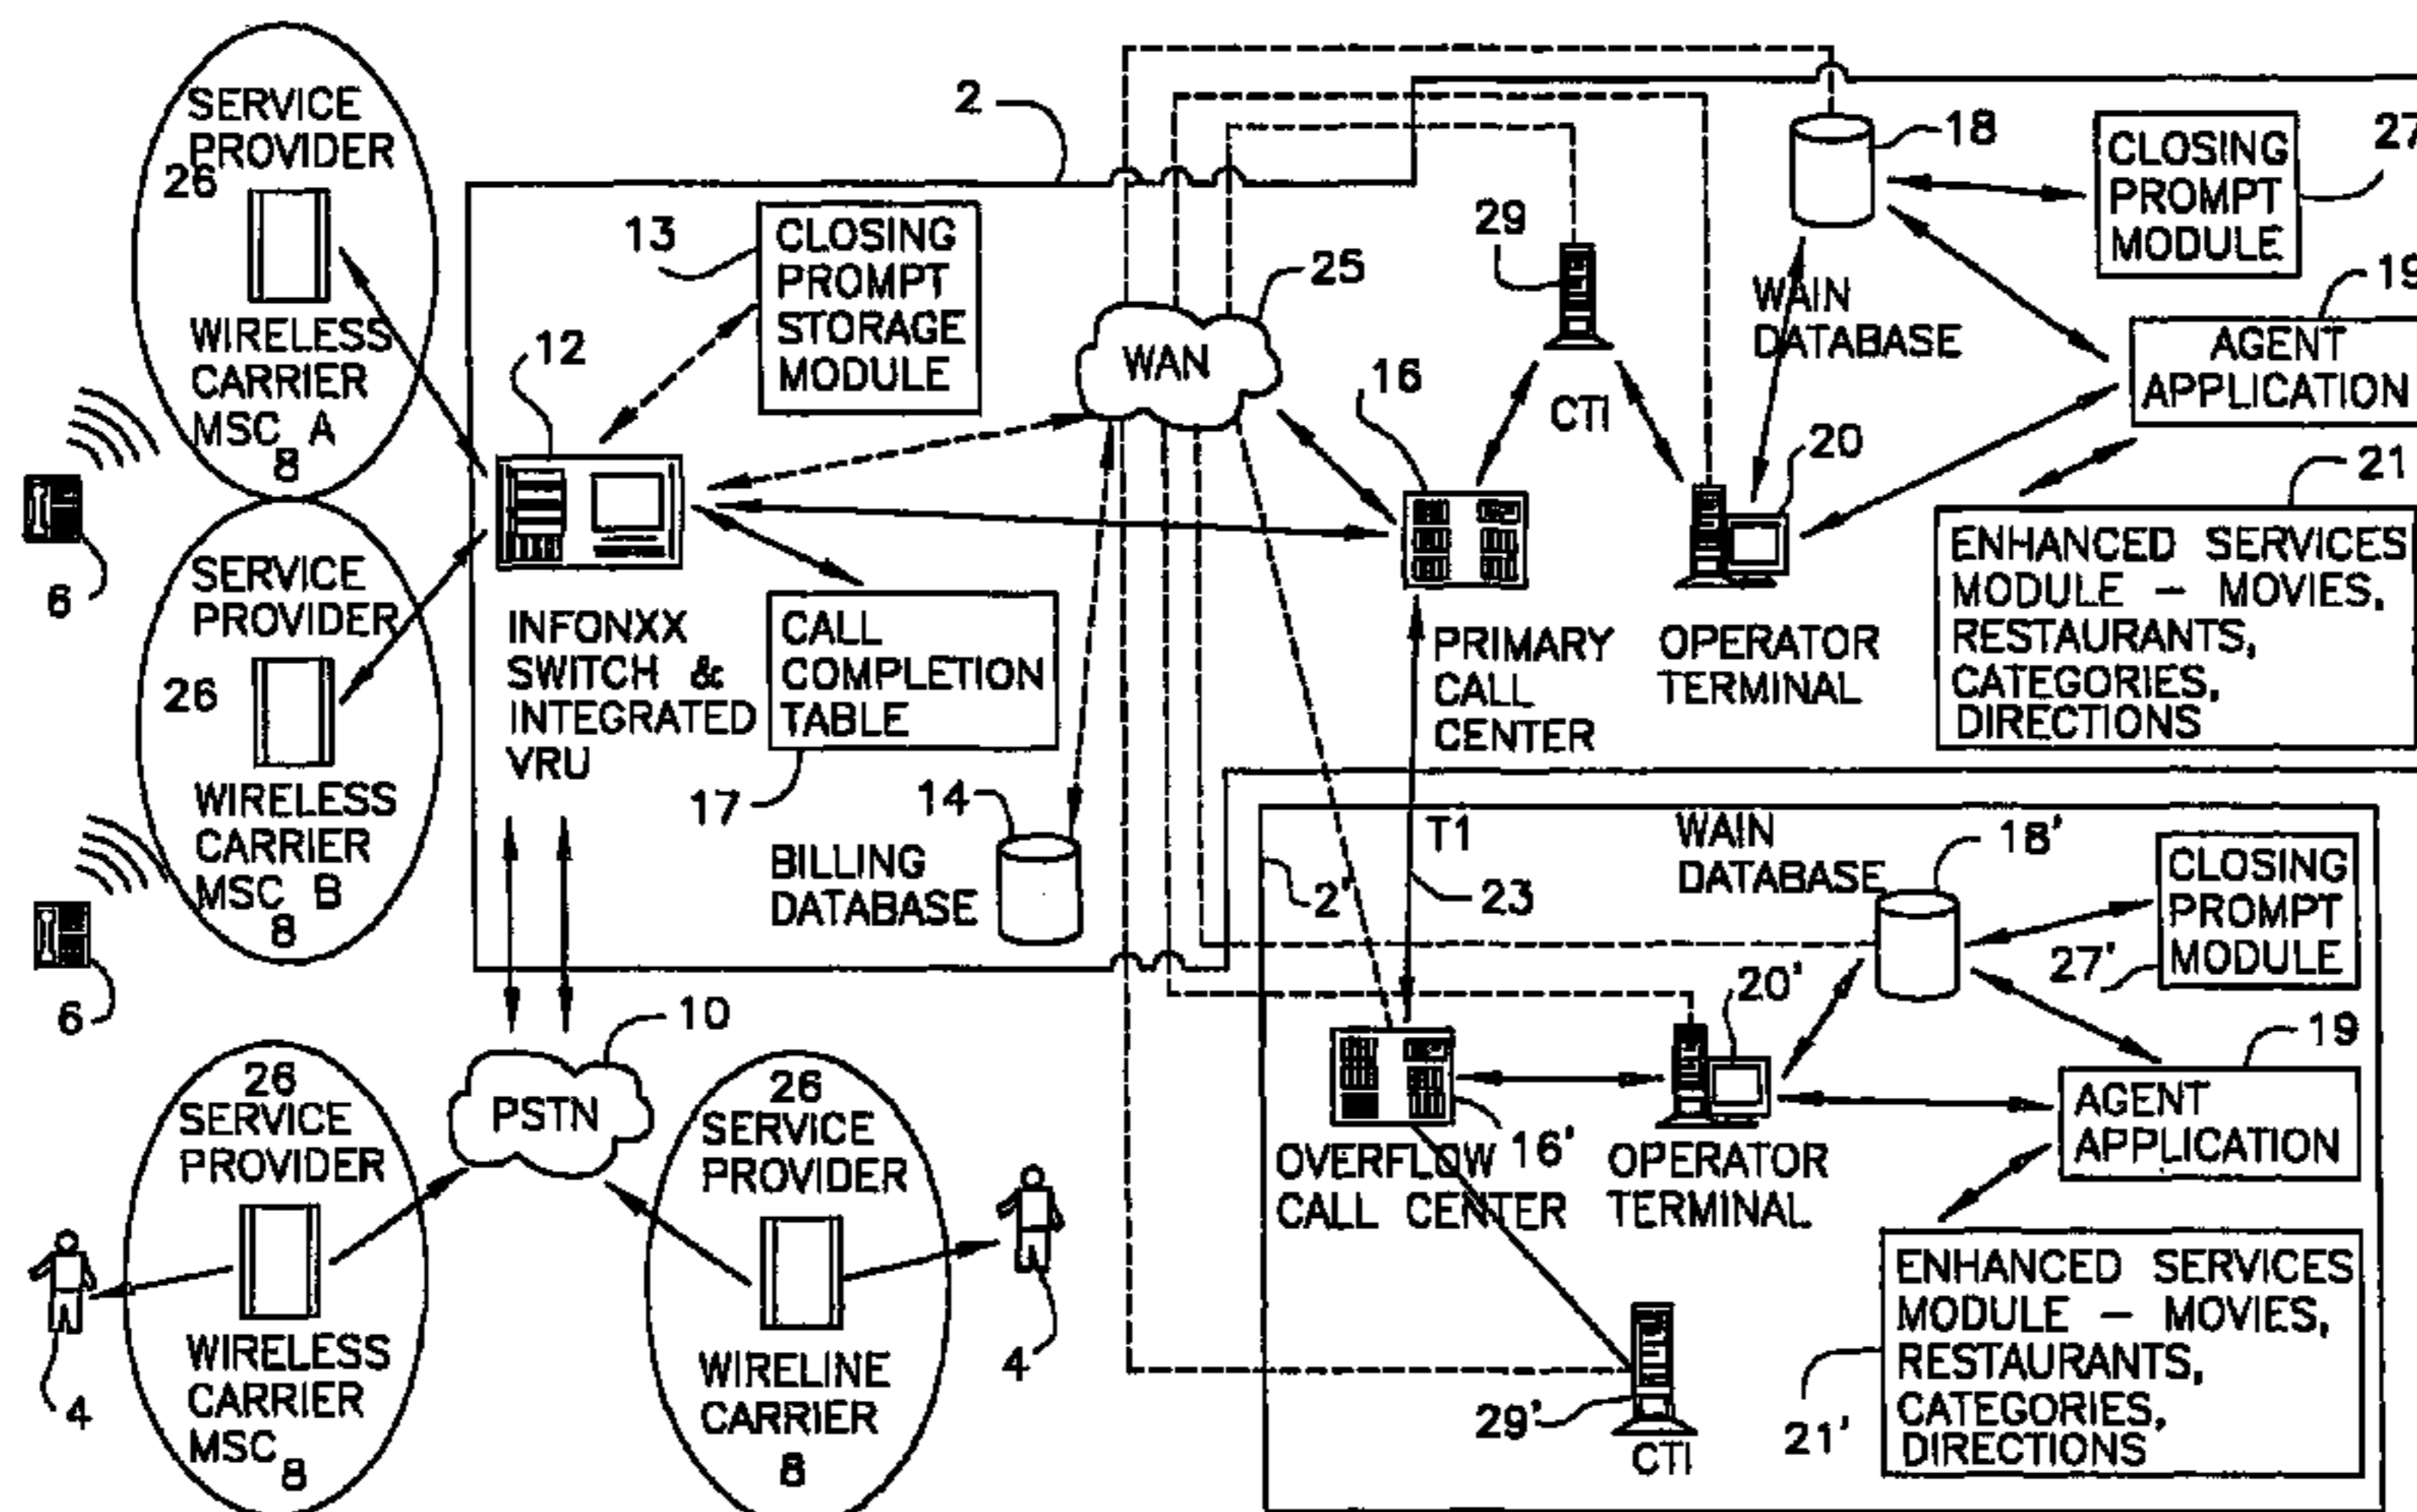 SERVICE
PROVIDER
26
WIRELESS
CARRIER
MSC A
8
6
SERVICE
PROVIDER
26
WIRELESS
CARRIER
MSC B
8
6
2
13
CLOSING
PROMPT
STORAGE
MODULE
12
INFONXX
SWITCH &
INTEGRATED
VRU
CALL
COMPLETION
TABLE
17
14
BILLING
DATABASE
WAN
25
29
CTI
16
PRIMARY
CALL
CENTER
20
OPERATOR
TERMINAL
18
WAIN
DATABASE
CLOSING
PROMPT
MODULE
27
19
AGENT
APPLICATION
21
ENHANCED SERVICES
MODULE – MOVIES,
RESTAURANTS,
CATEGORIES,
DIRECTIONS
10
PSTN
26
SERVICE
PROVIDER
WIRELESS
CARRIER
MSC
8
4
26
SERVICE
PROVIDER
WIRELINE
CARRIER
8
4
T1
23
2'
WAIN
DATABASE
18'
CLOSING
PROMPT
MODULE
27'
20'
16'
OVERFLOW
CALL CENTER
OPERATOR
TERMINAL
19
AGENT
APPLICATION
29'
CTI
ENHANCED SERVICES
MODULE – MOVIES,
RESTAURANTS,
CATEGORIES,
DIRECTIONS
21'